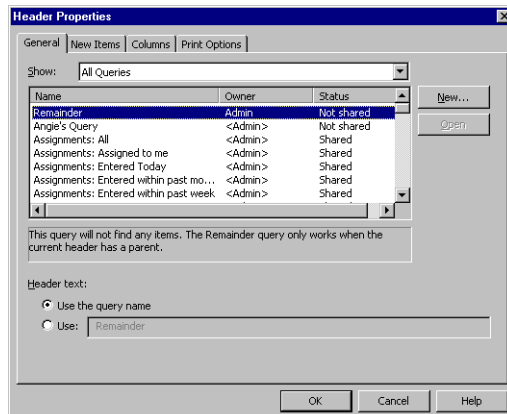 Header Properties
General New Items Columns Print Options
Show: All Queries
Name Owner Status
Remainder Admin Not shared
Angie's Query <Admin> Not shared
Assignments: All <Admin> Shared
Assignments: Assigned to me <Admin> Shared
Assignments: Entered Today <Admin> Shared
Assignments: Entered within past mo... <Admin> Shared
Assignments: Entered within past week <Admin> Shared
New...
Open
This query will not find any items. The Remainder query only works when the
current header has a parent.
Header text:
Use the query name
Use: Remainder
OK Cancel Help